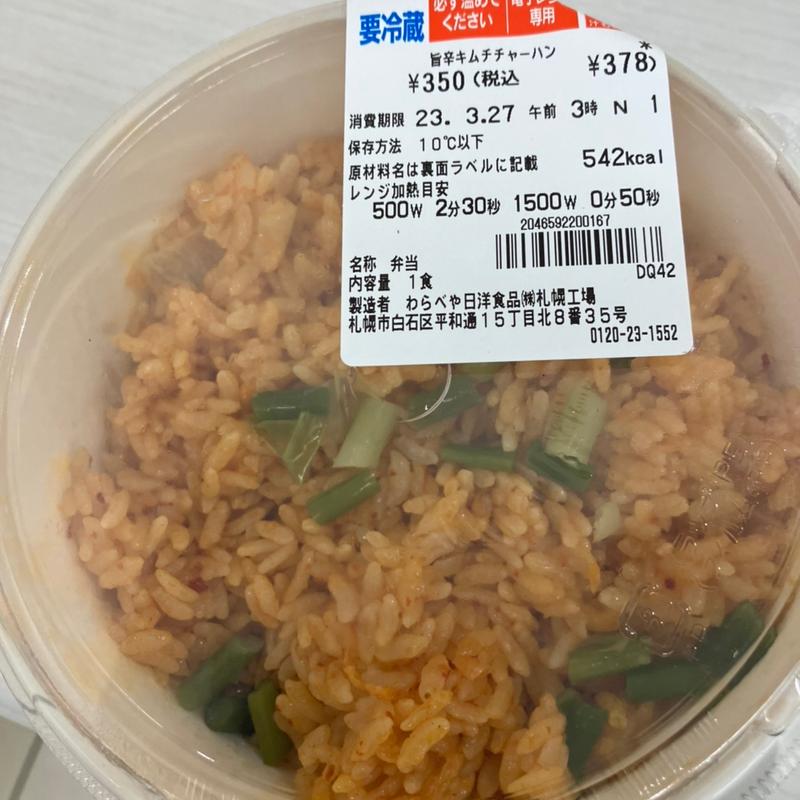 要冷蔵
必ず温めて
ください
電子レンジ
専用
旨辛キムチチャーハン
¥350(税込 ¥378)*
消費期限 23. 3.27 午前 3時 N 1
保存方法 10℃以下
原材料名は裏面ラベルに記載 542kcal
レンジ加熱目安
500W 2分30秒 1500W 0分50秒
2046592200167
DQ42
名称 弁当
内容量 1食
製造者 わらべや日洋食品㈱札幌工場
札幌市白石区平和通15丁目北8番35号
0120-23-1552